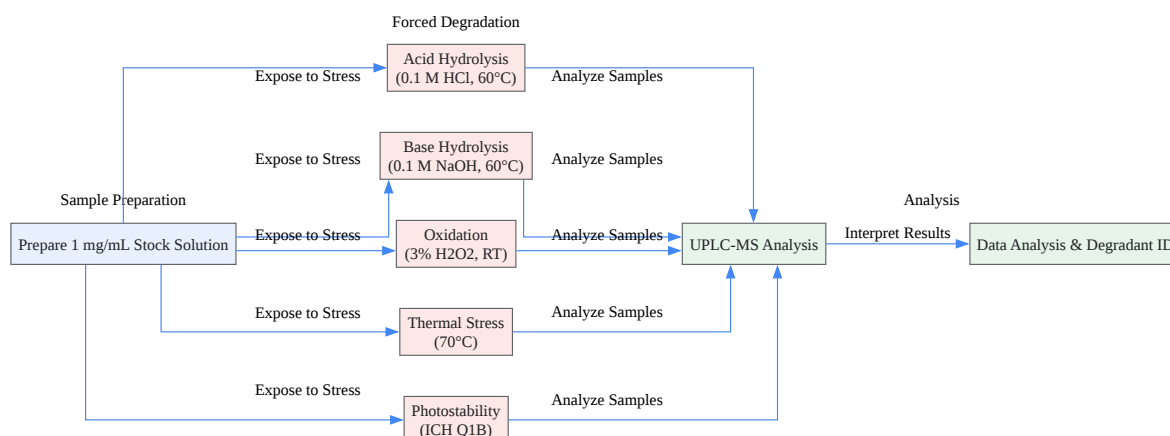 Forced Degradation
Acid Hydrolysis
(0.1 M HCl, 60°C)
Expose to Stress
Analyze Samples
Base Hydrolysis
(0.1 M NaOH, 60°C)
Expose to Stress
Analyze Samples
Sample Preparation
Analysis
Prepare 1 mg/mL Stock Solution
Expose to Stress
Oxidation
(3% H2O2, RT)
Analyze Samples
UPLC-MS Analysis
Interpret Results
Data Analysis & Degradant ID
Expose to Stress
Thermal Stress
(70°C)
Analyze Samples
Expose to Stress
Photostability
(ICH Q1B)
Analyze Samples